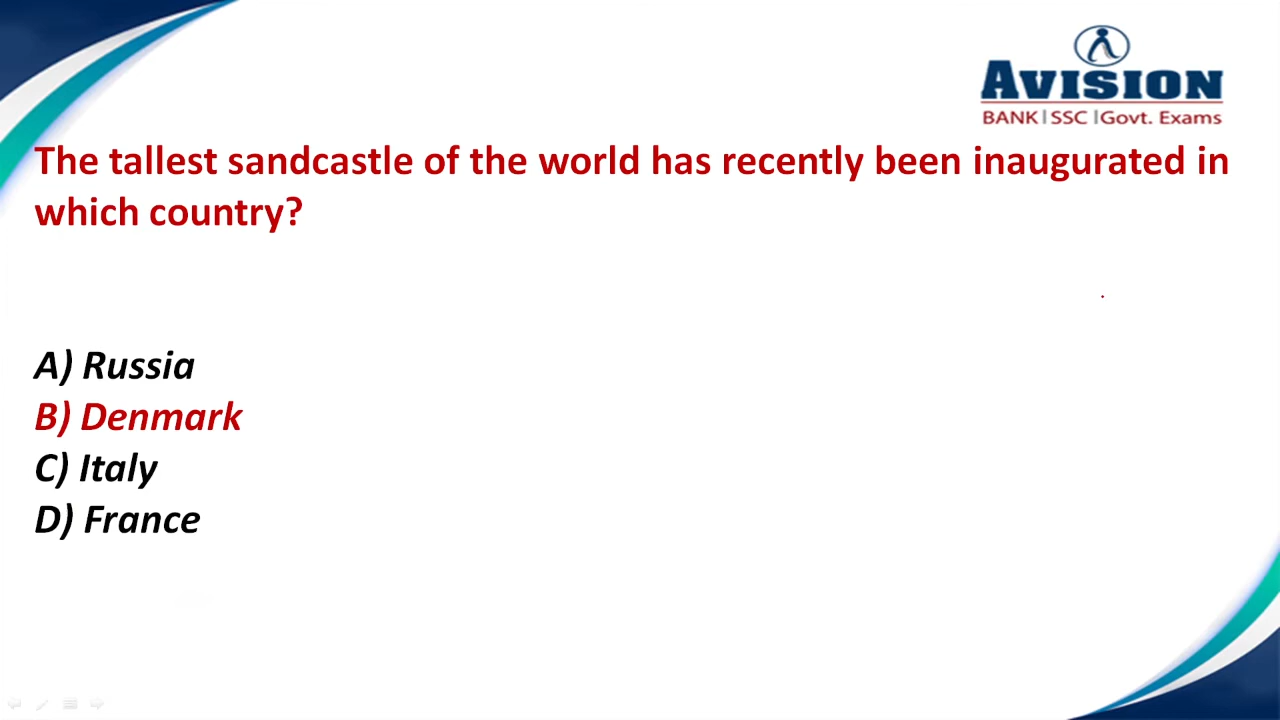 AVISION
BANK | SSC | Govt. Exams
The tallest sandcastle of the world has recently been inaugurated in
which country?
A) Russia
B) Denmark
C) Italy
D) France